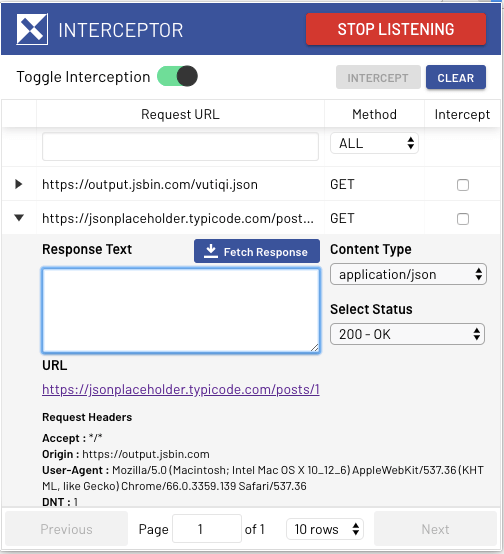 INTERCEPTOR
STOP LISTENING
Toggle Interception
INTERCEPT
CLEAR
Request URL
Method
Intercept
ALL
https://output.jsbin.com/vutiqi.json
GET
https://jsonplaceholder.typicode.com/post...
GET
Response Text
Fetch Response
Content Type
application/json
Select Status
200 - OK
URL
https://jsonplaceholder.typicode.com/posts/1
Request Headers
Accept : */*
Origin : https://output.jsbin.com
User-Agent : Mozilla/5.0 (Macintosh; Intel Mac OS X 10_12_6) AppleWebKit/537.36 (KHT
ML, like Gecko) Chrome/66.0.3359.139 Safari/537.36
DNT : 1
Previous
Page
1
of 1
10 rows
Next